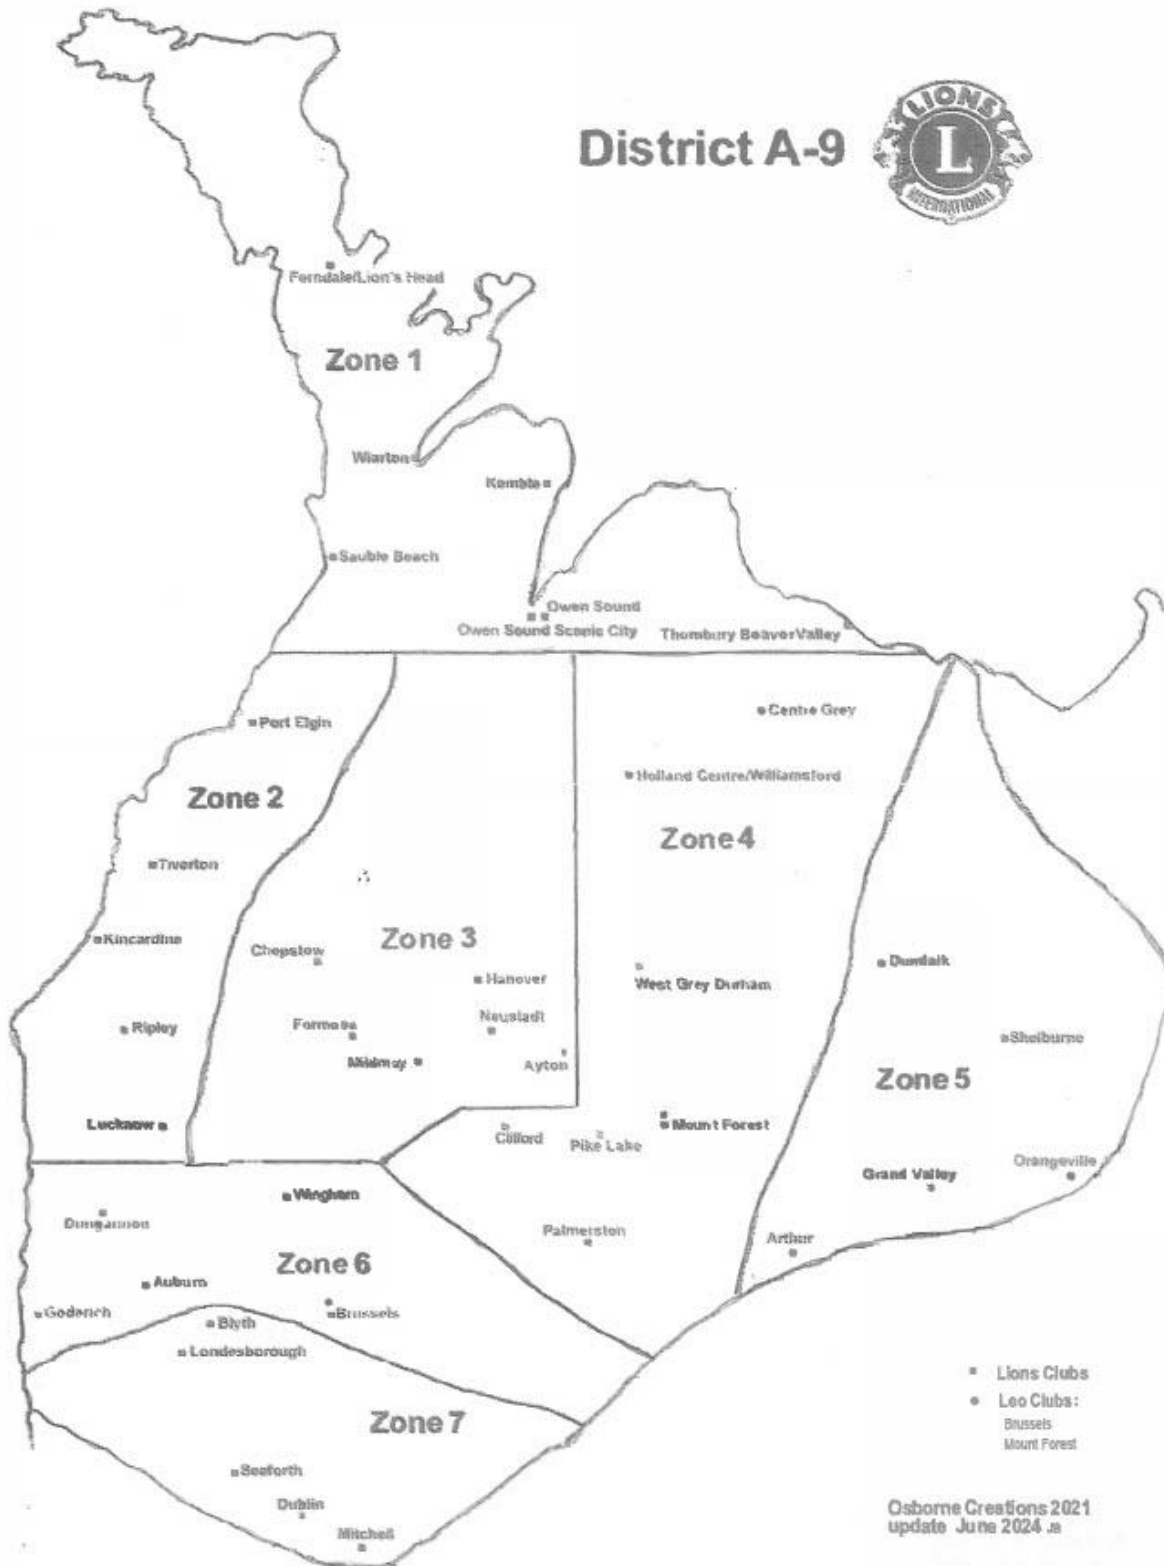 District A-9
LIONS
L
INTERNATIONAL
Ferndale/Lion's Head
Zone 1
Wiarton
Kemble
Sauble Beach
Owen Sound
Owen Sound Scenic City
Thornbury Beaver Valley
Port Elgin
Centre Grey
Holland Centre/Williamsford
Zone 2
Zone 4
Tiverton
Kincardine
Zone 3
Chepstow
Hanover
West Grey Durham
Dundalk
Ripley
Formosa
Neustadt
Shelburne
Mildmay
Ayton
Zone 5
Lucknow
Clifford
Pike Lake
Mount Forest
Orangeville
Grand Valley
Wingham
Dungannon
Palmerston
Arthur
Zone 6
Auburn
Goderich
Brussels
Blyth
Londesborough
Zone 7
Lions Clubs
Leo Clubs:
Brussels
Mount Forest
Seaforth
Dublin
Mitchell
Osborne Creations 2021
update June 2024